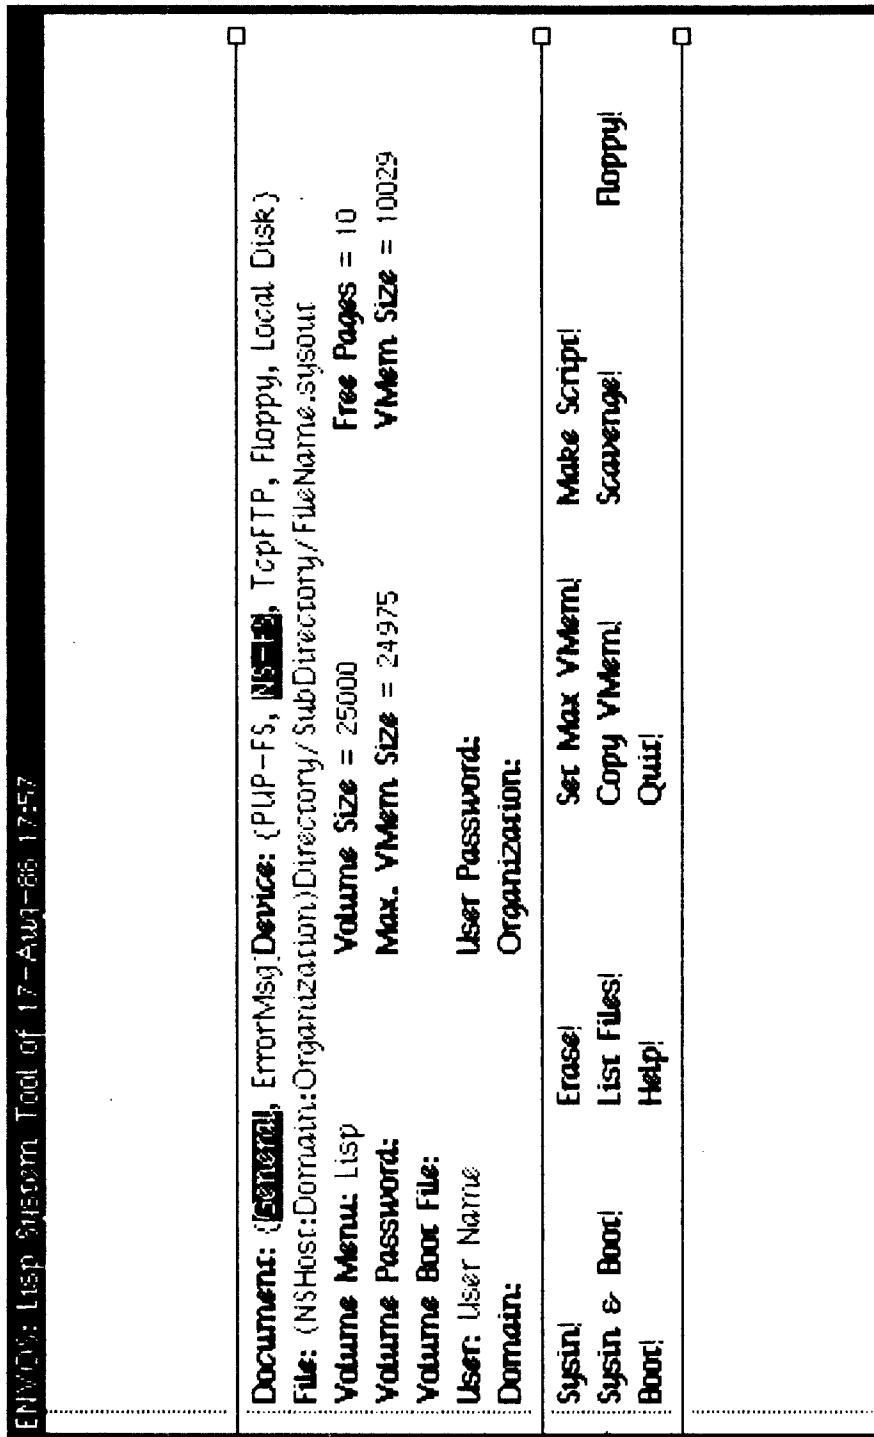 ENVOS: Lisp System Tool of 17-Aug-86 17:57
Document: {General, ErrorMsg} Device: {PUP-FS, NS-FS, TcpFTP, Floppy, Local Disk}
File: (NSHost:Domain:Organization)Directory/SubDirectory/FileName.sysout
Volume Menu: Lisp Volume Size = 25000 Free Pages = 10
Volume Password: Max. VMem Size = 24975 VMem Size = 10029
Volume Boot File:
User: User Name User Password:
Domain: Organization:
Sysin! Erase! Set Max VMem! Make Script!
Sysin & Boot! List Files! Copy VMem! Scavenge! Floppy!
Boot! Help! Quit!